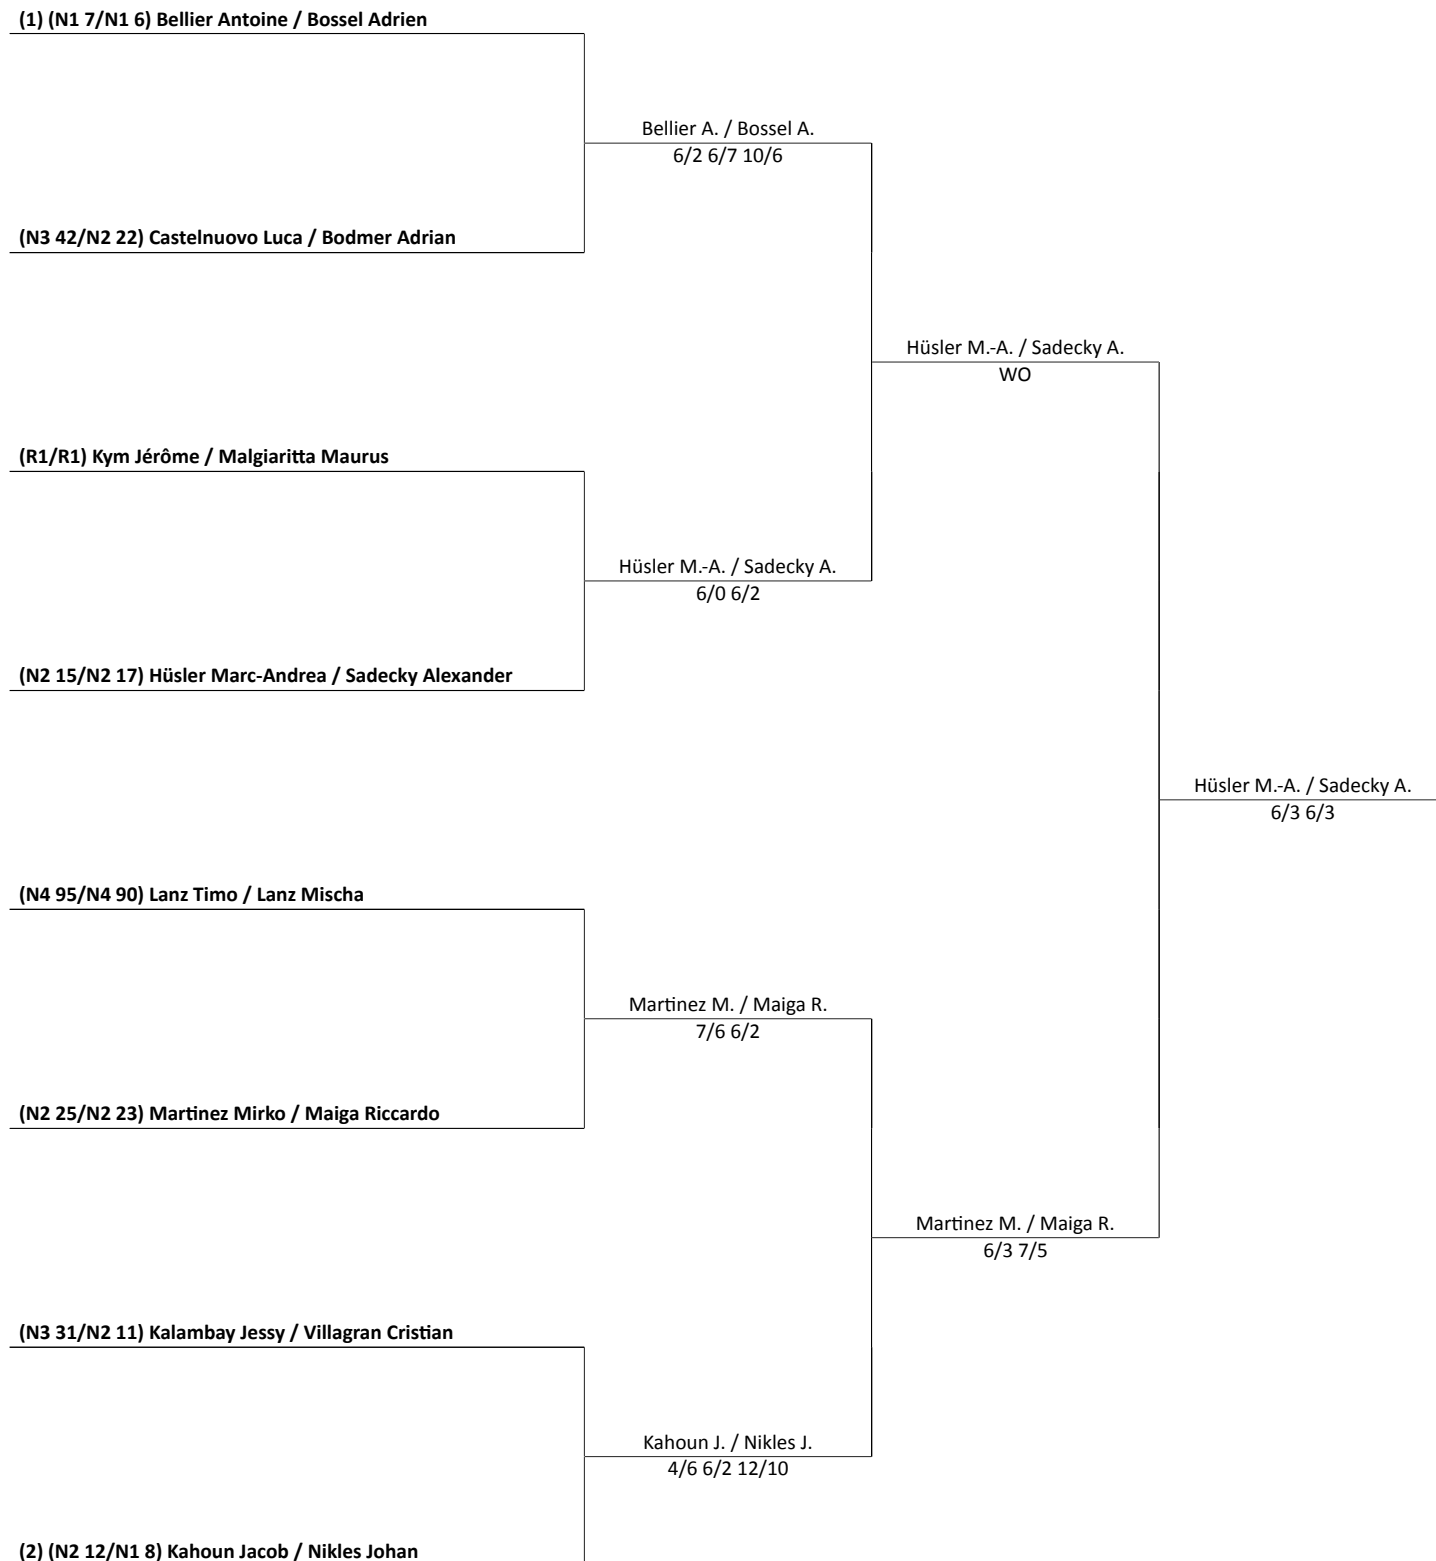 (1) (N1 7/N1 6) Bellier Antoine / Bossel Adrien
Bellier A. / Bossel A.
6/2 6/7 10/6
(N3 42/N2 22) Castelnuovo Luca / Bodmer Adrian
Hüsler M.-A. / Sadecky A.
WO
(R1/R1) Kym Jérôme / Malgiaritta Maurus
Hüsler M.-A. / Sadecky A.
6/0 6/2
(N2 15/N2 17) Hüsler Marc-Andrea / Sadecky Alexander
Hüsler M.-A. / Sadecky A.
6/3 6/3
(N4 95/N4 90) Lanz Timo / Lanz Mischa
Martinez M. / Maiga R.
7/6 6/2
(N2 25/N2 23) Martinez Mirko / Maiga Riccardo
Martinez M. / Maiga R.
6/3 7/5
(N3 31/N2 11) Kalambay Jessy / Villagran Cristian
Kahoun J. / Nikles J.
4/6 6/2 12/10
(2) (N2 12/N1 8) Kahoun Jacob / Nikles Johan